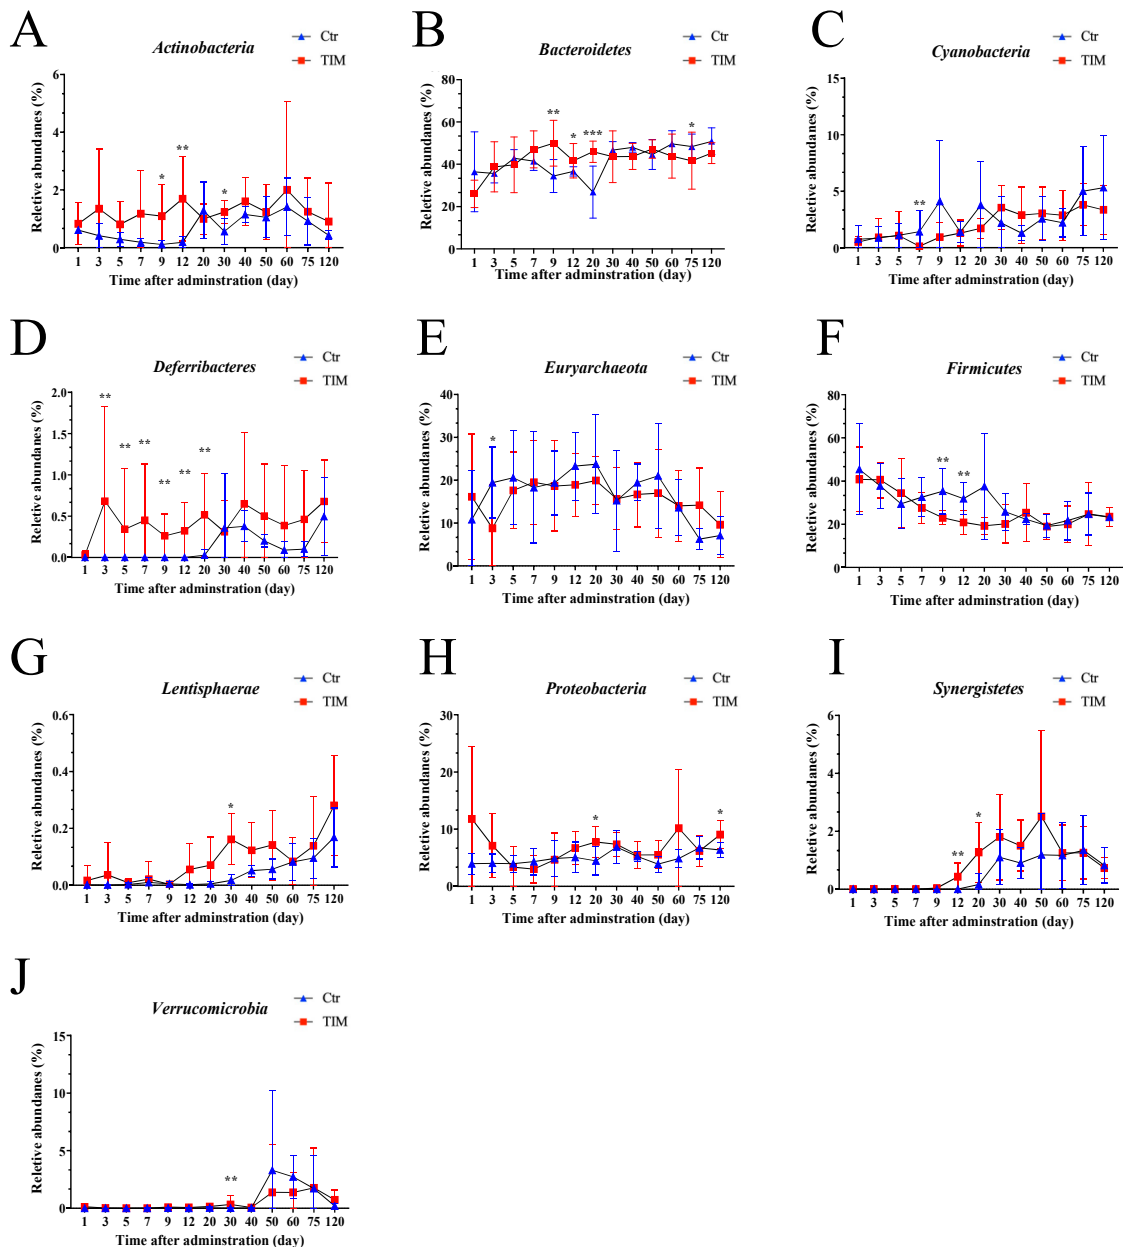 A
Actinobacteria
Ctr
TIM
Reletive abundanes (%)
6
4
2
0
*
**
*
1 3 5 7 9 12 20 30 40 50 60 75 120
Time after adminstration (day)
B
Bacteroidetes
Ctr
TIM
Reletive abundanes (%)
80
60
40
20
0
**
*
***
*
1 3 5 7 9 12 20 30 40 50 60 75 120
Time after adminstration (day)
C
Cyanobacteria
Ctr
TIM
Reletive abundanes (%)
15
10
5
0
**
1 3 5 7 9 12 20 30 40 50 60 75 120
Time after adminstration (day)
D
Deferribacteres
Ctr
TIM
Reletive abundanes (%)
2.0
1.5
1.0
0.5
0.0
**
**
**
**
**
**
1 3 5 7 9 12 20 30 40 50 60 75 120
Time after adminstration (day)
E
Euryarchaeota
Ctr
TIM
Reletive abundanes (%)
40
30
20
10
0
*
1 3 5 7 9 12 20 30 40 50 60 75 120
Time after adminstration (day)
F
Firmicutes
Ctr
TIM
Reletive abundanes (%)
80
60
40
20
0
**
**
1 3 5 7 9 12 20 30 40 50 60 75 120
Time after adminstration (day)
G
Lentisphaerae
Ctr
TIM
Reletive abundanes (%)
0.6
0.4
0.2
0.0
*
1 3 5 7 9 12 20 30 40 50 60 75 120
Time after adminstration (day)
H
Proteobacteria
Ctr
TIM
Reletive abundanes (%)
30
20
10
0
*
*
1 3 5 7 9 12 20 30 40 50 60 75 120
Time after adminstration (day)
I
Synergistetes
Ctr
TIM
Reletive abundanes (%)
6
4
2
0
**
*
1 3 5 7 9 12 20 30 40 50 60 75 120
Time after adminstration (day)
J
Verrucomicrobia
Ctr
TIM
Reletive abundanes (%)
15
10
5
0
**
1 3 5 7 9 12 20 30 40 50 60 75 120
Time after adminstration (day)